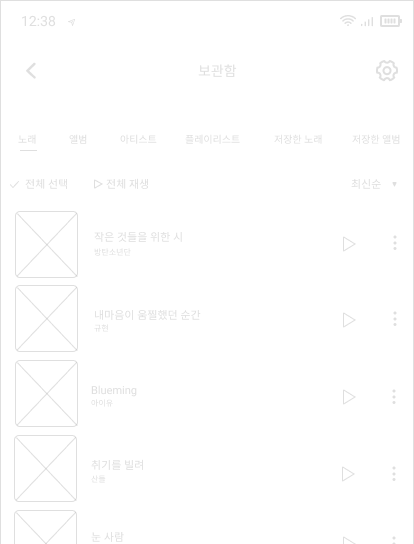 12:38
보관함
노래 앨범 아티스트 플레이리스트 저장한 노래 저장한 앨범
전체 선택 전체 재생 최신순
작은 것들을 위한 시
방탄소년단
내마음이 움찔했던 순간
규현
Blueming
아이유
취기를 빌려
산들
눈 사람